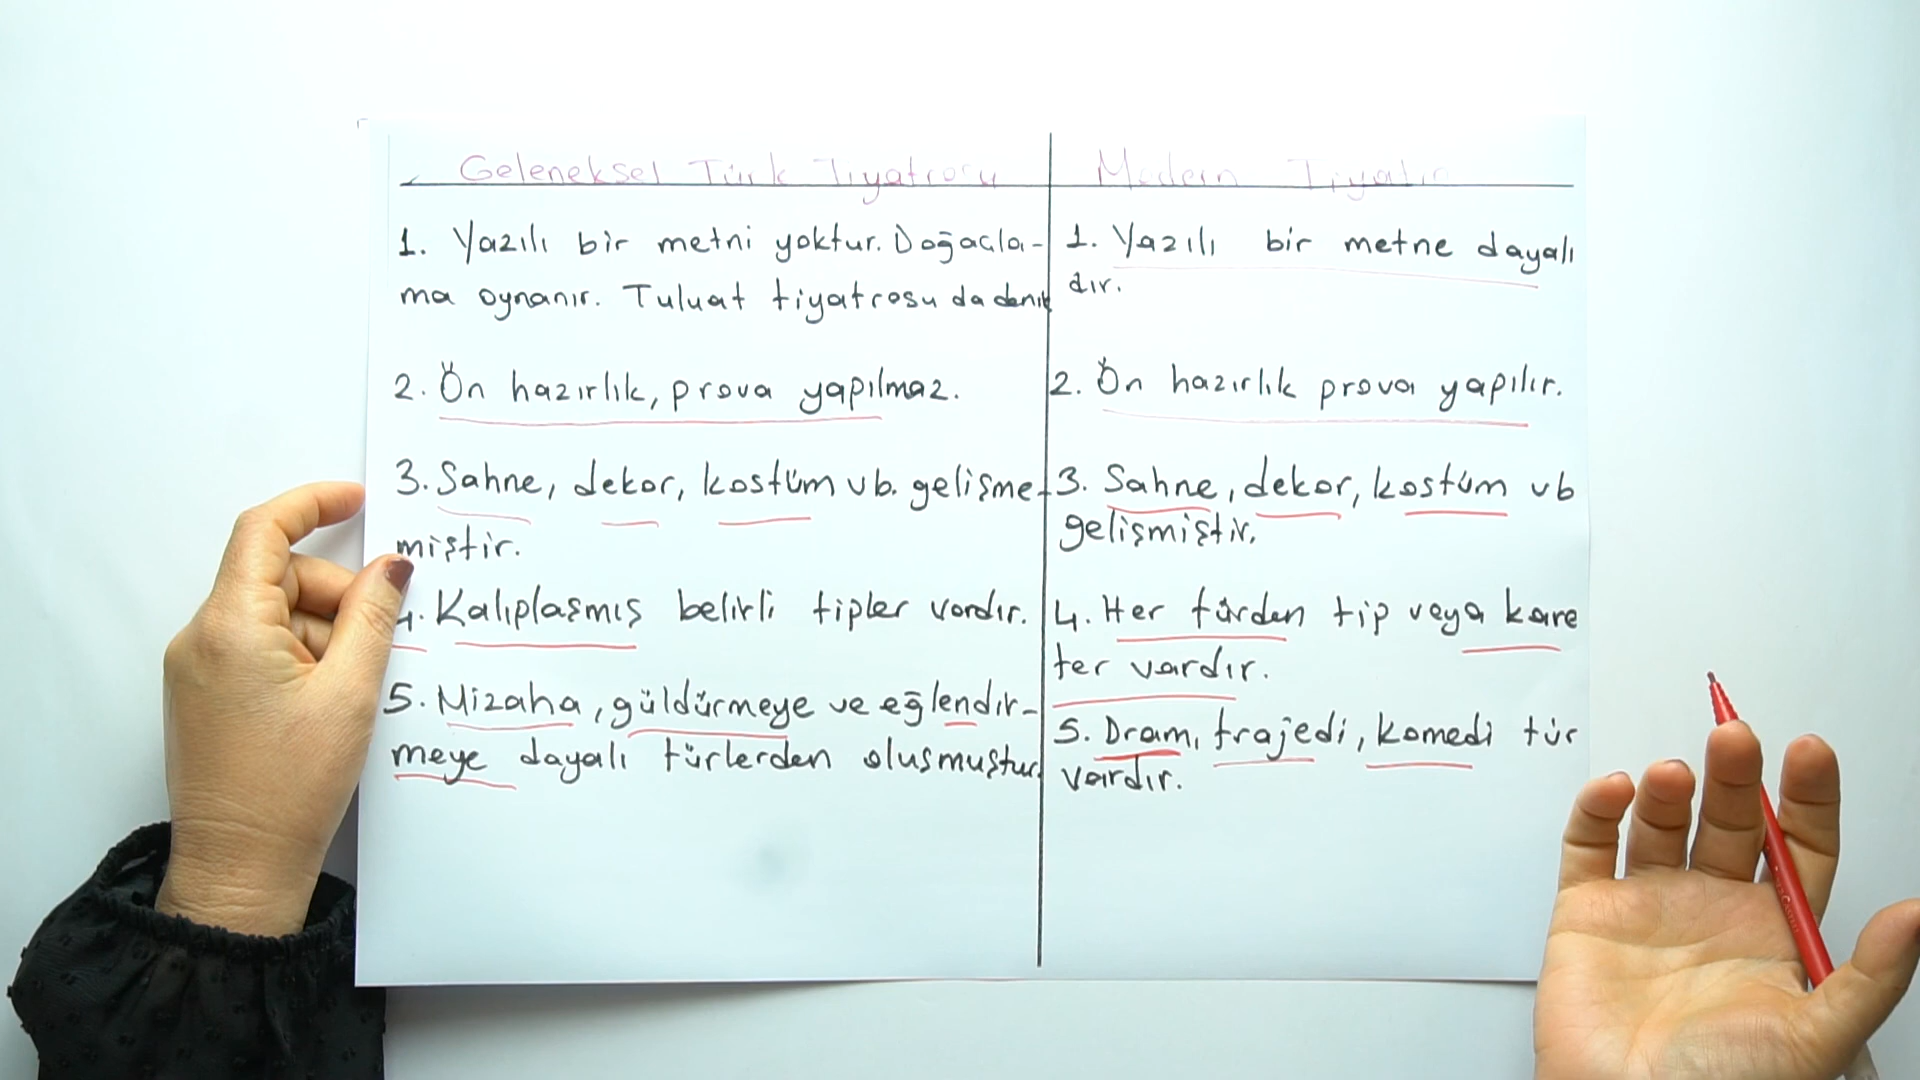 Geleneksel Türk Tiyatrosu
1. Yazılı bir metni yoktur. Doğaçla-
ma oynanır. Tuluat tiyatrosu da denir
2. Ön hazırlık, prova yapılmaz.
3. Sahne, dekor, kostüm vb. gelişme-
miştir.
4. Kalıplaşmış belirli tipler vardır.
5. Mizaha, güldürmeye ve eğlendir-
meye dayalı türlerden oluşmuştur.
Modern Tiyatro
1. Yazılı bir metne dayalı
dır.
2. Ön hazırlık prova yapılır.
3. Sahne, dekor, kostüm vb
gelişmiştir.
4. Her türden tip veya kare
ter vardır.
5. Dram, trajedi, komedi tür
vardır.